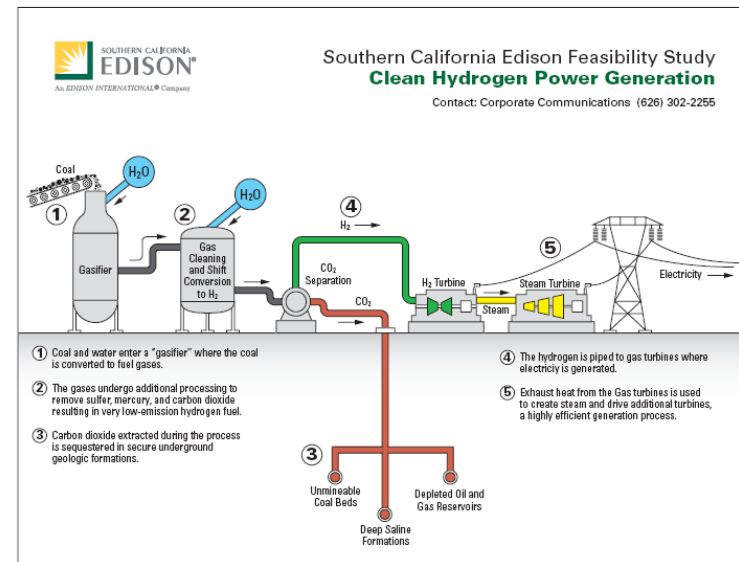 SOUTHERN CALIFORNIA
EDISON®
An EDISON INTERNATIONAL® Company
Southern California Edison Feasibility Study
Clean Hydrogen Power Generation
Contact: Corporate Communications (626) 302-2255
Coal
H₂O
1
Gasifier
2
H₂O
Gas
Cleaning
and Shift
Conversion
to H₂
CO₂
Separation
4
H₂
CO₂
H₂ Turbine
Steam
Steam Turbine
5
Electricity
1 Coal and water enter a "gasifier" where the coal
is converted to fuel gases.
2 The gases undergo additional processing to
remove sulfer, mercury, and carbon dioxide
resulting in very low-emission hydrogen fuel.
3 Carbon dioxide extracted during the process
is sequestered in secure underground
geologic formations.
3
Unmineable
Coal Beds
Deep Saline
Formations
Depleted Oil and
Gas Reservoirs
4 The hydrogen is piped to gas turbines where
electriciy is generated.
5 Exhaust heat from the Gas turbines is used
to create steam and drive additional turbines,
a highly efficient generation process.